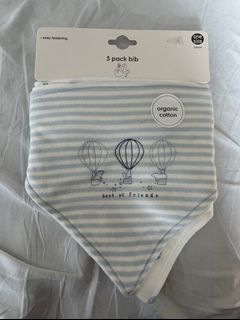 • easy fastening
3 pack bib
organic
cotton
best of friends